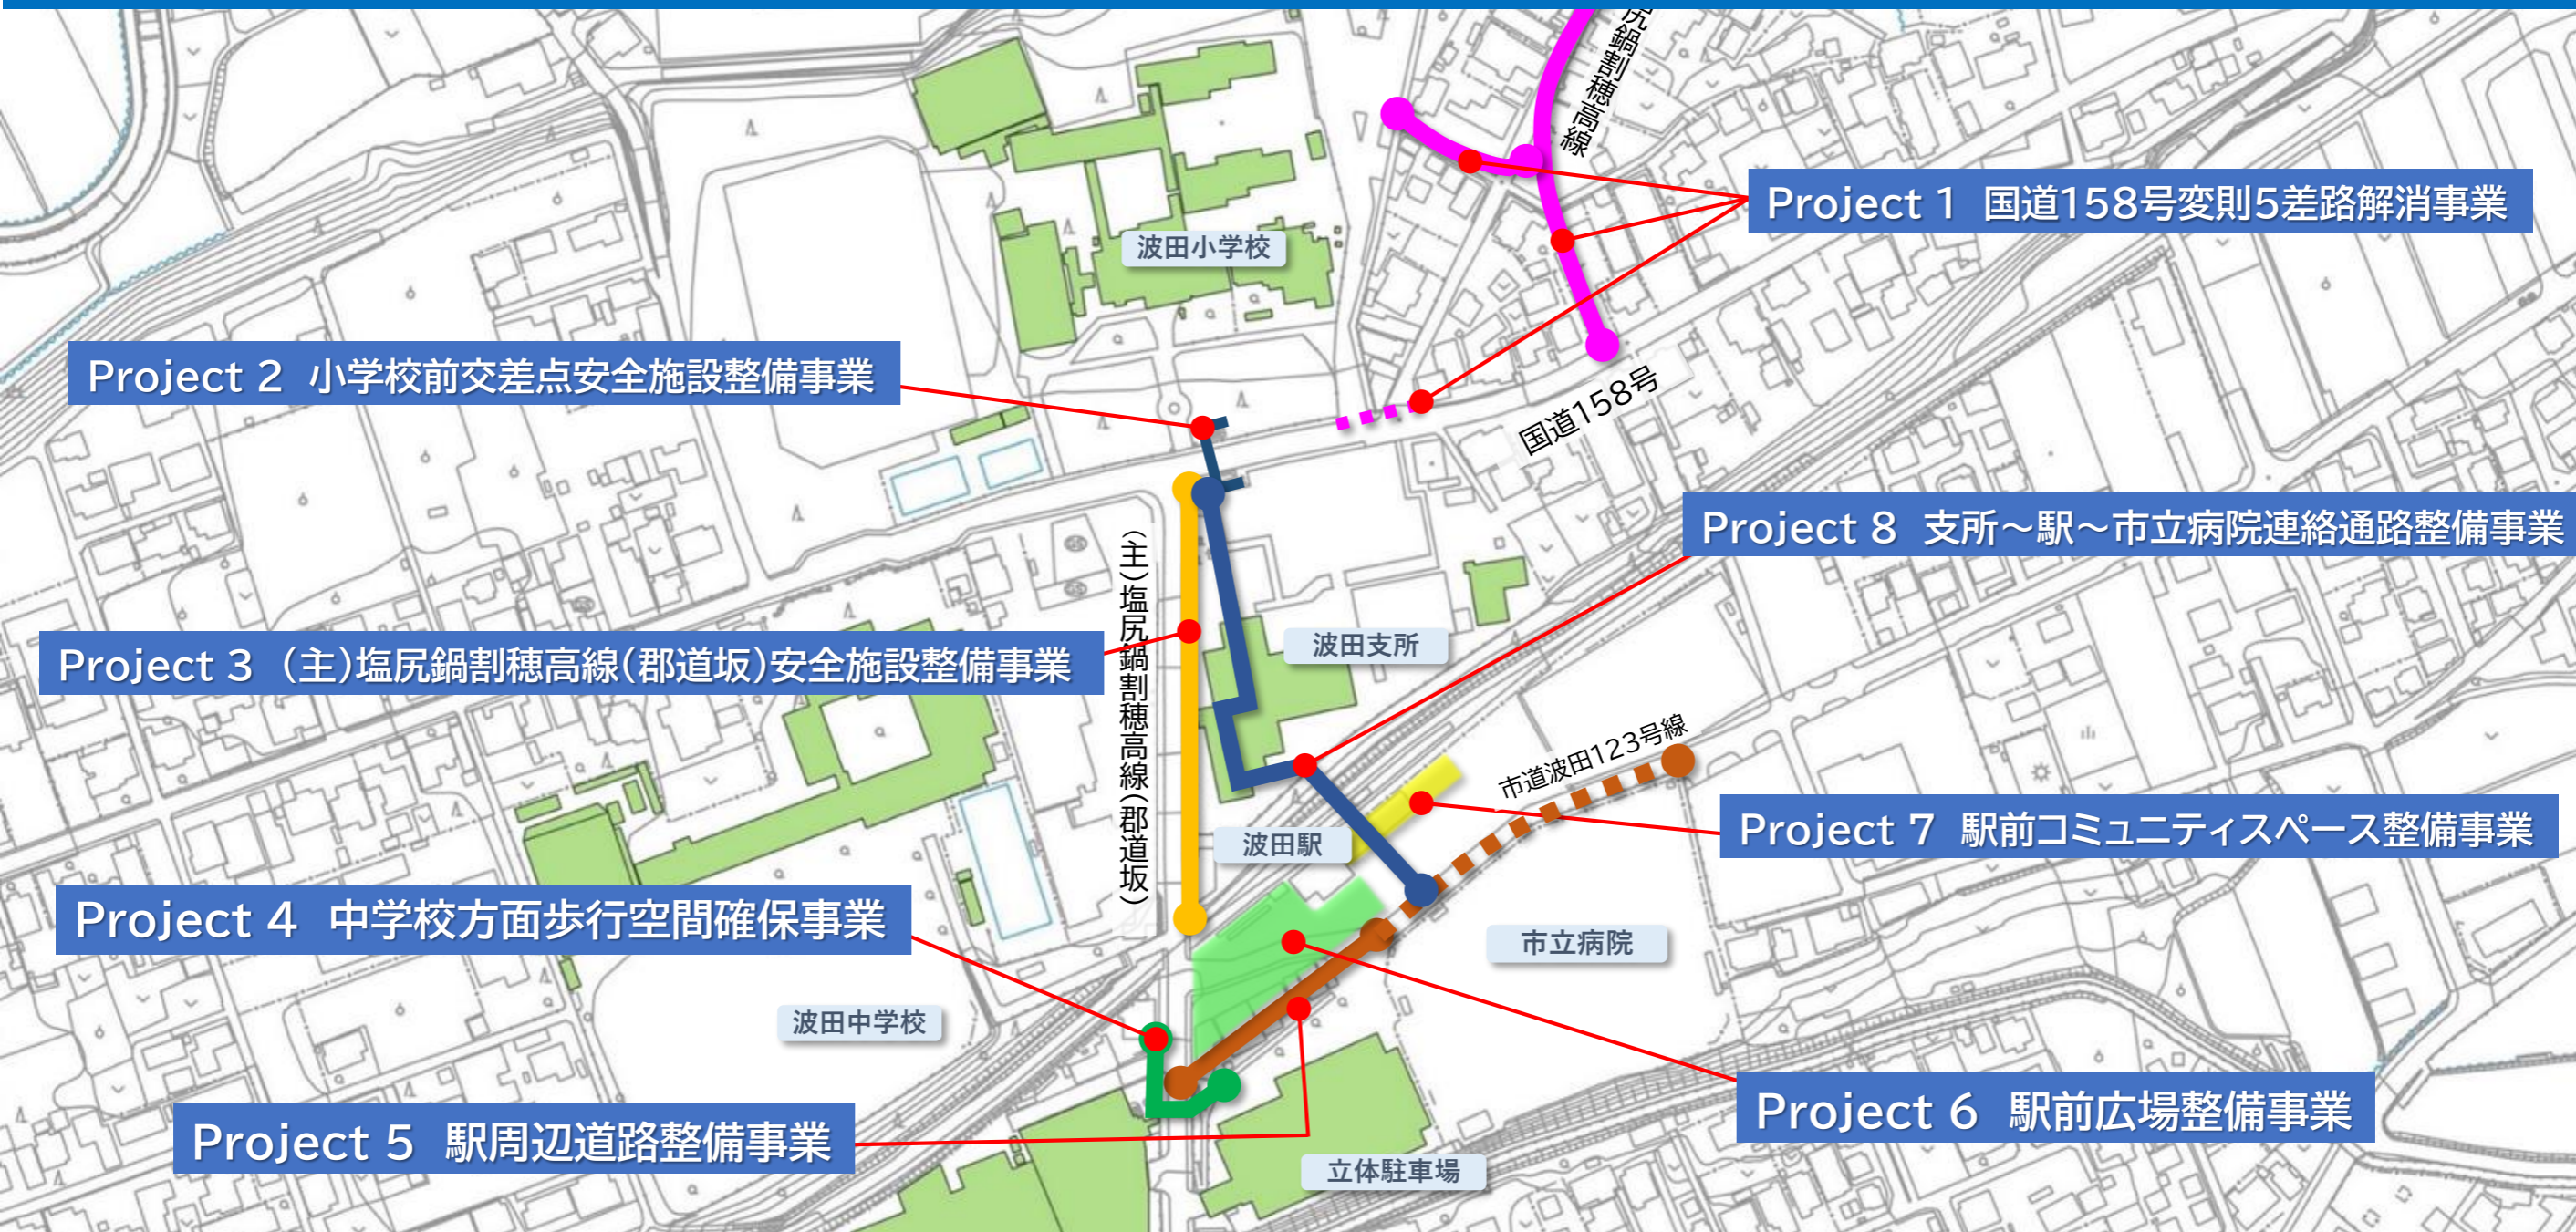 尻鍋割穂高線
Project 1 国道158号変則5差路解消事業
波田小学校
Project 2 小学校前交差点安全施設整備事業
国道158号
Project 8 支所～駅～市立病院連絡通路整備事業
(主)塩尻鍋割穂高線(郡道坂)
波田支所
Project 3 (主)塩尻鍋割穂高線(郡道坂)安全施設整備事業
市道波田123号線
Project 7 駅前コミュニティスペース整備事業
波田駅
Project 4 中学校方面歩行空間確保事業
市立病院
波田中学校
Project 6 駅前広場整備事業
Project 5 駅周辺道路整備事業
立体駐車場